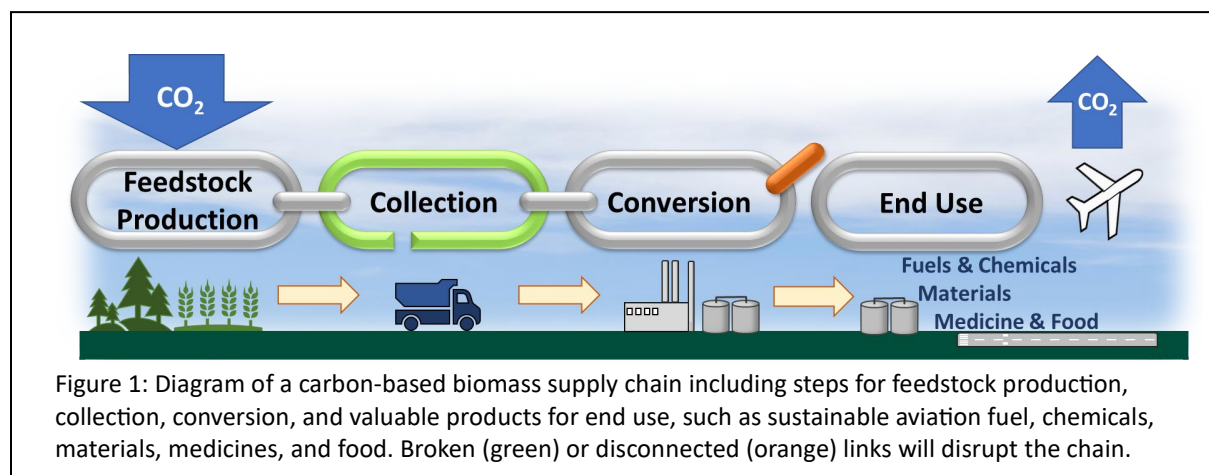 CO₂
CO₂
Feedstock
Production
Collection
Conversion
End Use
Fuels & Chemicals
Materials
Medicine & Food
Figure 1: Diagram of a carbon-based biomass supply chain including steps for feedstock production,
collection, conversion, and valuable products for end use, such as sustainable aviation fuel, chemicals,
materials, medicines, and food. Broken (green) or disconnected (orange) links will disrupt the chain.